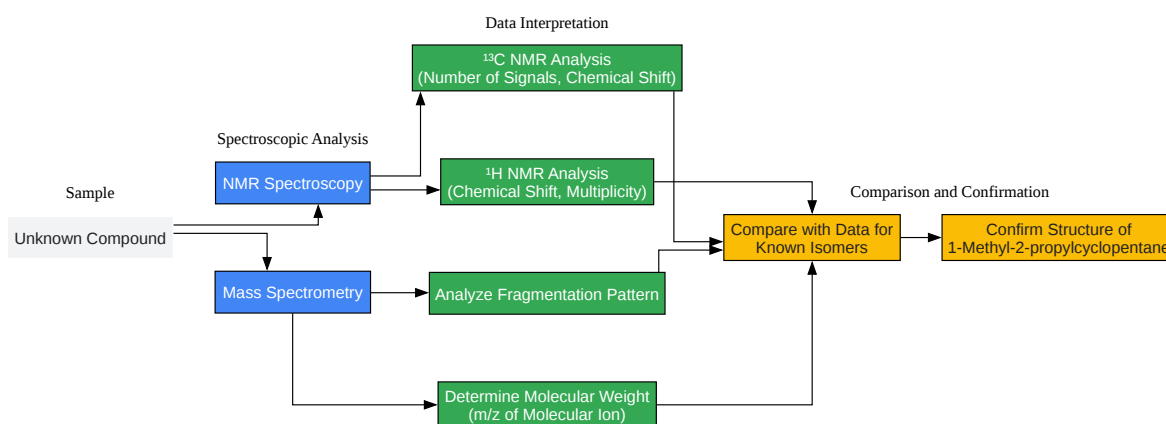 Data Interpretation
¹³C NMR Analysis
(Number of Signals, Chemical Shift)
Spectroscopic Analysis
NMR Spectroscopy
¹H NMR Analysis
(Chemical Shift, Multiplicity)
Sample
Unknown Compound
Comparison and Confirmation
Compare with Data for
Known Isomers
Confirm Structure of
1-Methyl-2-propylcyclopentane
Mass Spectrometry
Analyze Fragmentation Pattern
Determine Molecular Weight
(m/z of Molecular Ion)